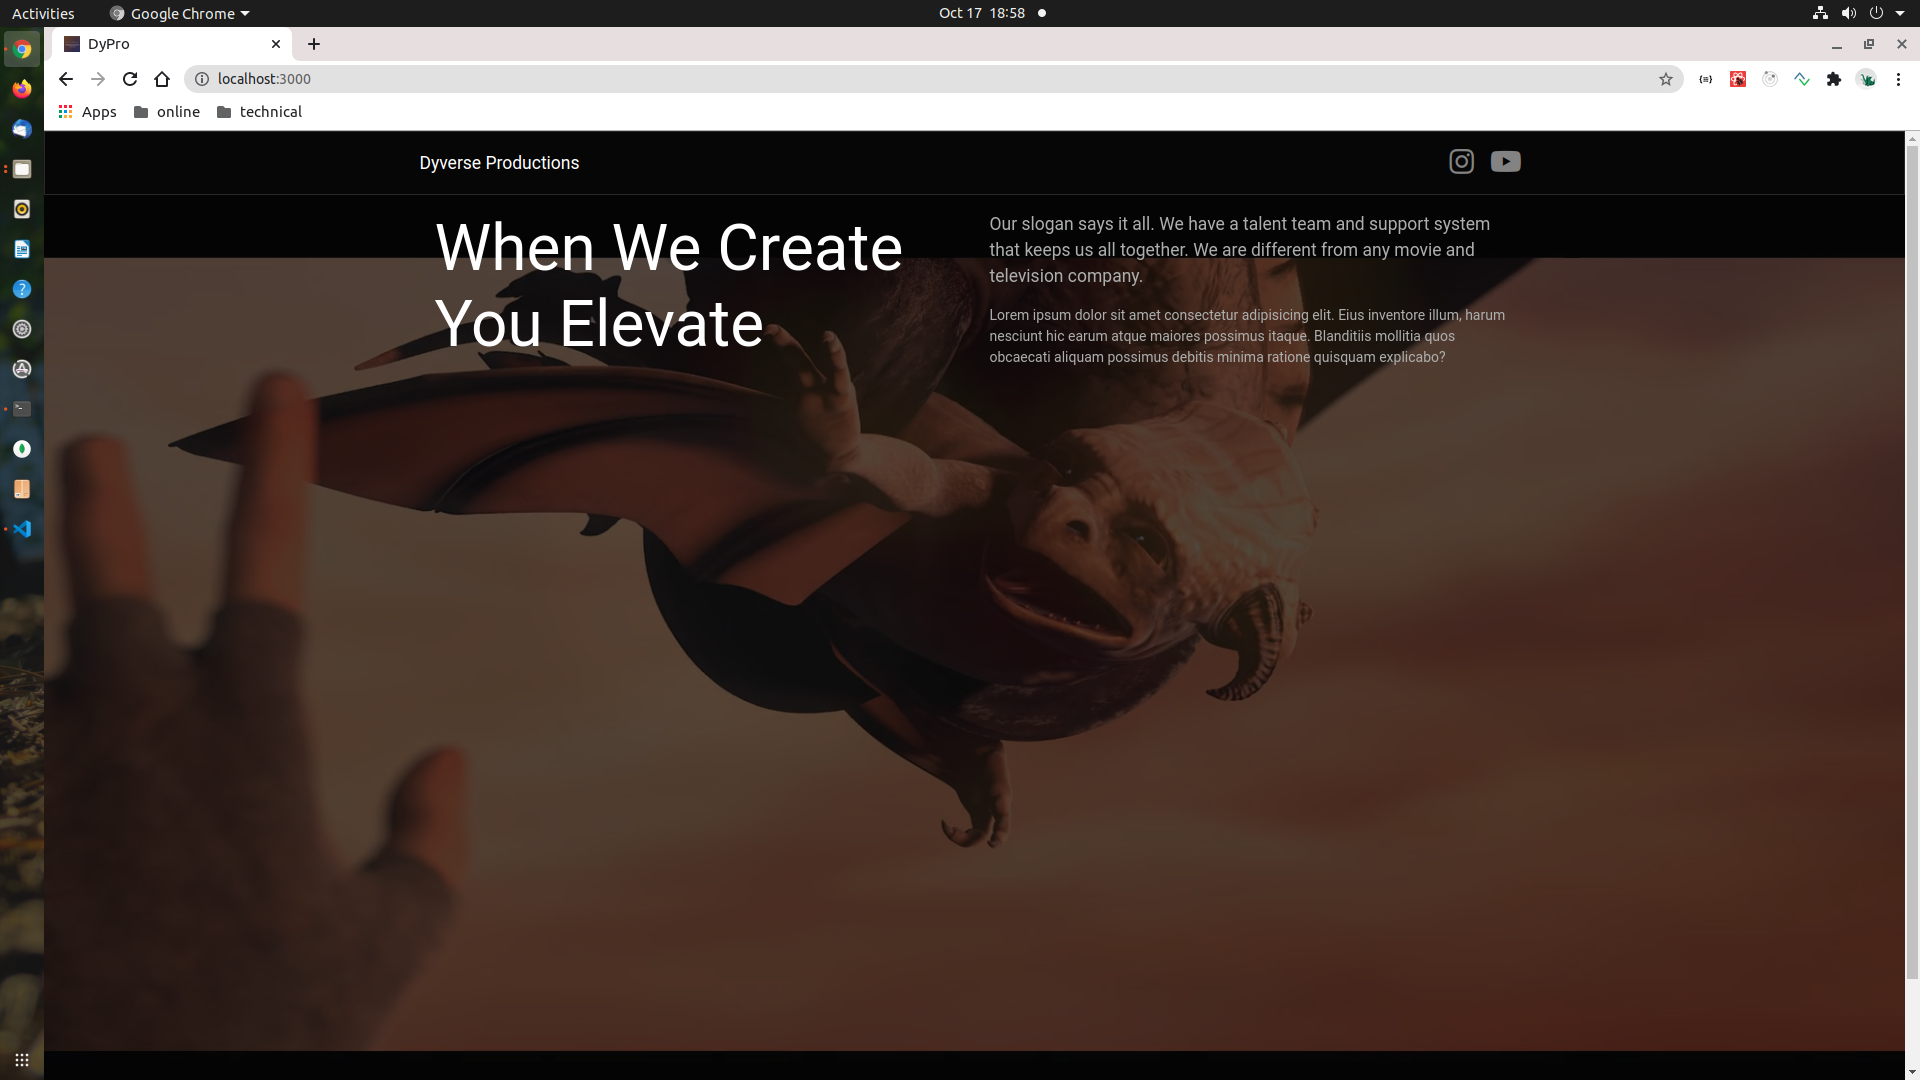 Activities
Google Chrome
Oct 17 18:58
DyPro
localhost:3000
Apps
online
technical
Dyverse Productions
When We Create
You Elevate
Our slogan says it all. We have a talent team and support system
that keeps us all together. We are different from any movie and
television company.
Lorem ipsum dolor sit amet consectetur adipisicing elit. Eius inventore illum, harum
nesciunt hic earum atque maiores possimus itaque. Blanditiis mollitia quos
obcaecati aliquam possimus debitis minima ratione quisquam explicabo?